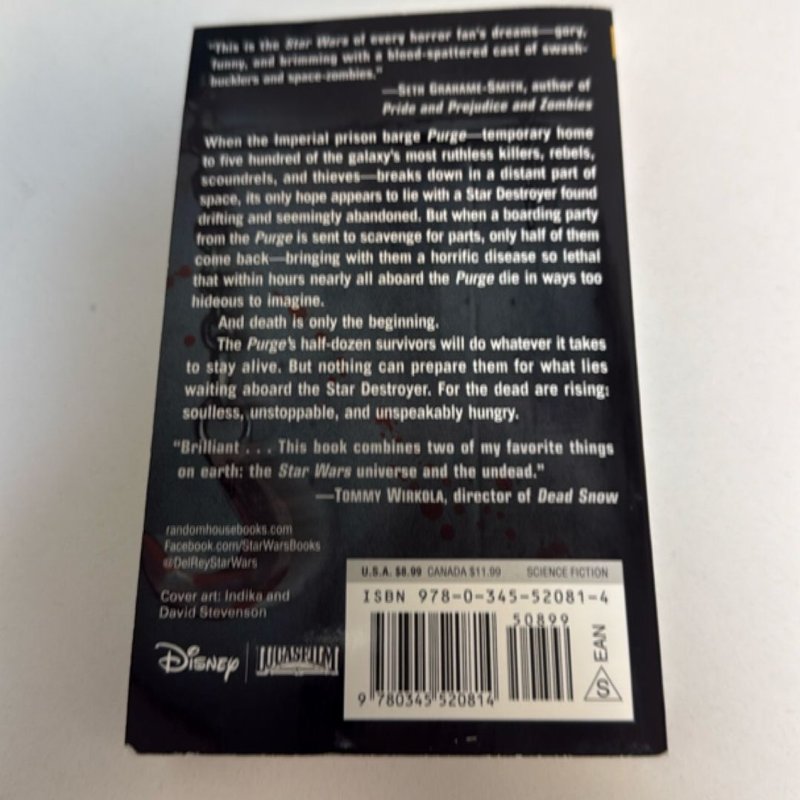 "This is the Star Wars of every horror fan's dreams—gory,
funny, and brimming with a blood-spattered cast of swash-
bucklers and space-zombies."
—SETH GRAHAME-SMITH, author of
Pride and Prejudice and Zombies
When the Imperial prison barge Purge—temporary home
to five hundred of the galaxy's most ruthless killers, rebels,
scoundrels, and thieves—breaks down in a distant part of
space, its only hope appears to lie with a Star Destroyer found
drifting and seemingly abandoned. But when a boarding party
from the Purge is sent to scavenge for parts, only half of them
come back—bringing with them a horrific disease so lethal
that within hours nearly all aboard the Purge die in ways too
hideous to imagine.
And death is only the beginning.
The Purge's half-dozen survivors will do whatever it takes
to stay alive. But nothing can prepare them for what lies
waiting aboard the Star Destroyer. For the dead are rising:
soulless, unstoppable, and unspeakably hungry.
"Brilliant . . . This book combines two of my favorite things
on earth: the Star Wars universe and the undead."
—TOMMY WIRKOLA, director of Dead Snow
randomhousebooks.com
Facebook.com/StarWarsBooks
@DelReyStarWars
Cover art: Indika and
David Stevenson
Disney | LUCASFILM
U.S.A. $8.99 CANADA $11.99 SCIENCE FICTION
ISBN 978-0-345-52081-4
50899
9 780345 520814
EAN
S